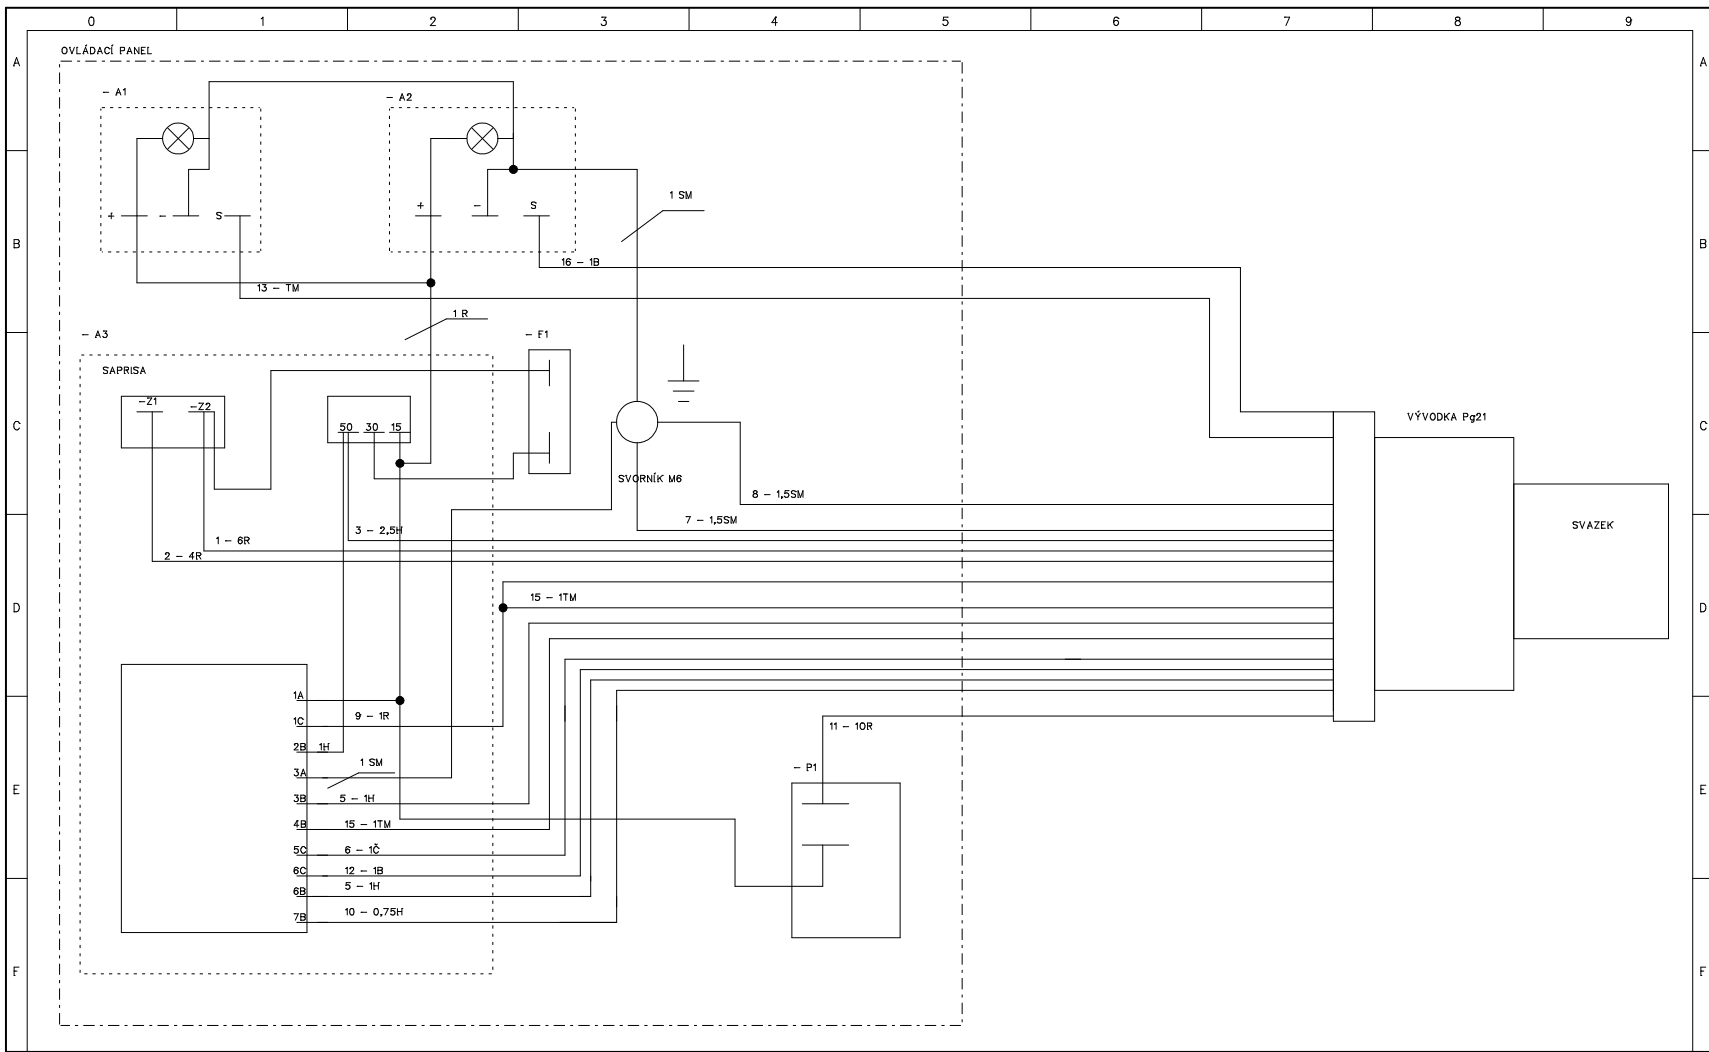 0 1 2 3 4 5 6 7 8 9
OVLÁDACÍ PANEL
A A
- A1
- A2
1 SM
+ - S
+ - S
B B
16 - 1B
13 - TM
1 R
- A3
- F1
SAPRISA
-Z1 -Z2
50 30 15
VÝVODKA Pg21
C C
SVORNÍK M6
8 - 1,5SM
7 - 1,5SM
3 - 2,5H
SVAZEK
1 - 6R
2 - 4R
15 - 1TM
D D
1A
9 - 1R
1C
11 - 10R
2B 1H
1 SM
3A
- P1
E E
3B 5 - 1H
4B 15 - 1TM
5C 6 - 1Č
6C 12 - 1B
6B 5 - 1H
7B 10 - 0,75H
F F